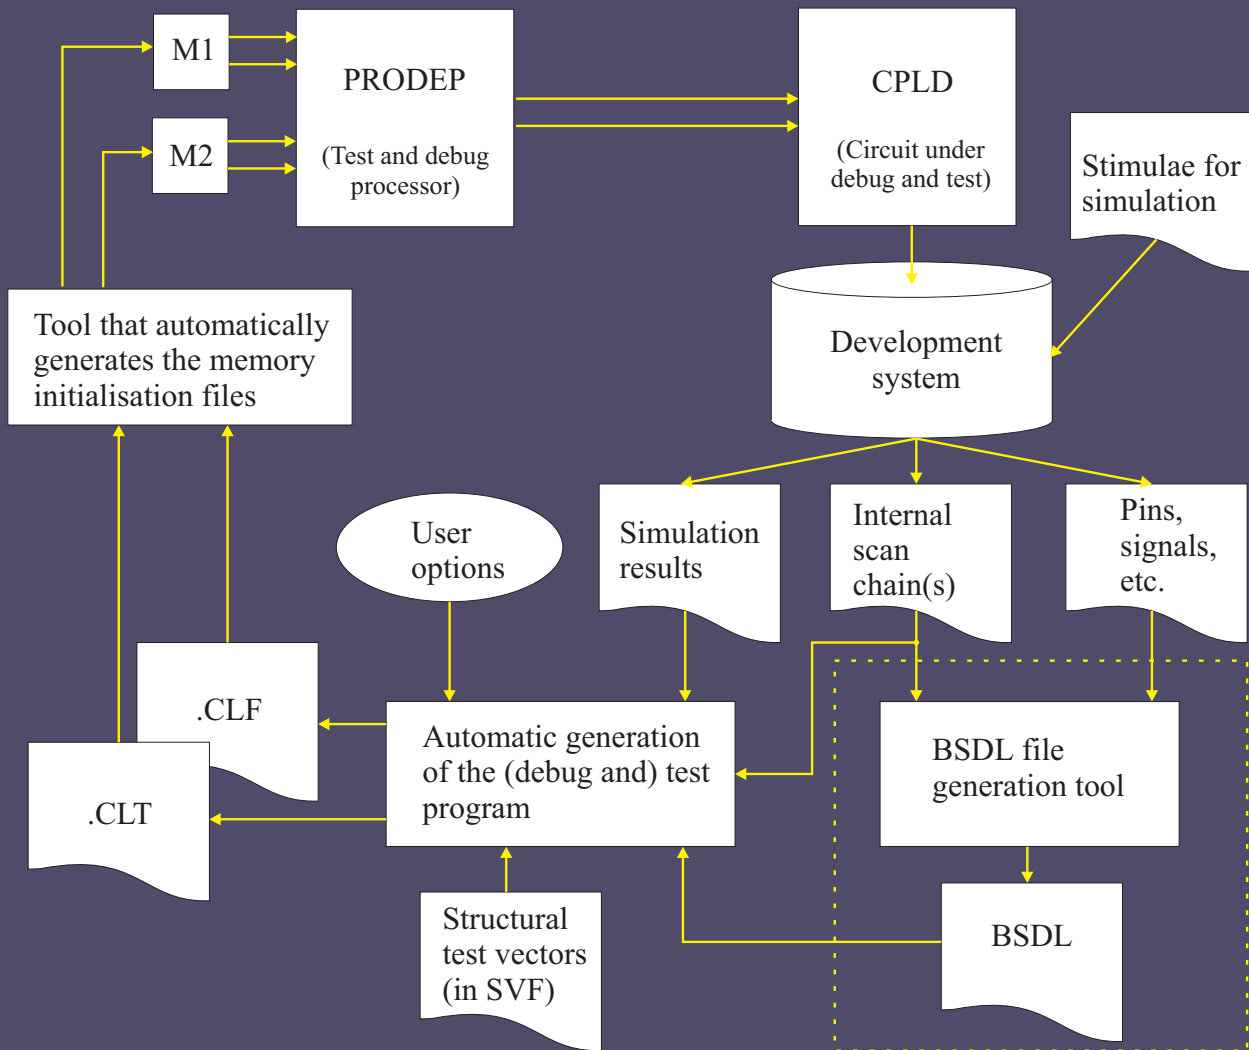 M1
PRODEP
(Test and debug
processor)
CPLD
(Circuit under
debug and test)
M2
Stimulae for
simulation
Tool that automatically
generates the memory
initialisation files
Development
system
User
options
Simulation
results
Internal
scan
chain(s)
Pins,
signals,
etc.
.CLF
.CLT
Automatic generation
of the (debug and) test
program
BSDL file
generation tool
Structural
test vectors
(in SVF)
BSDL